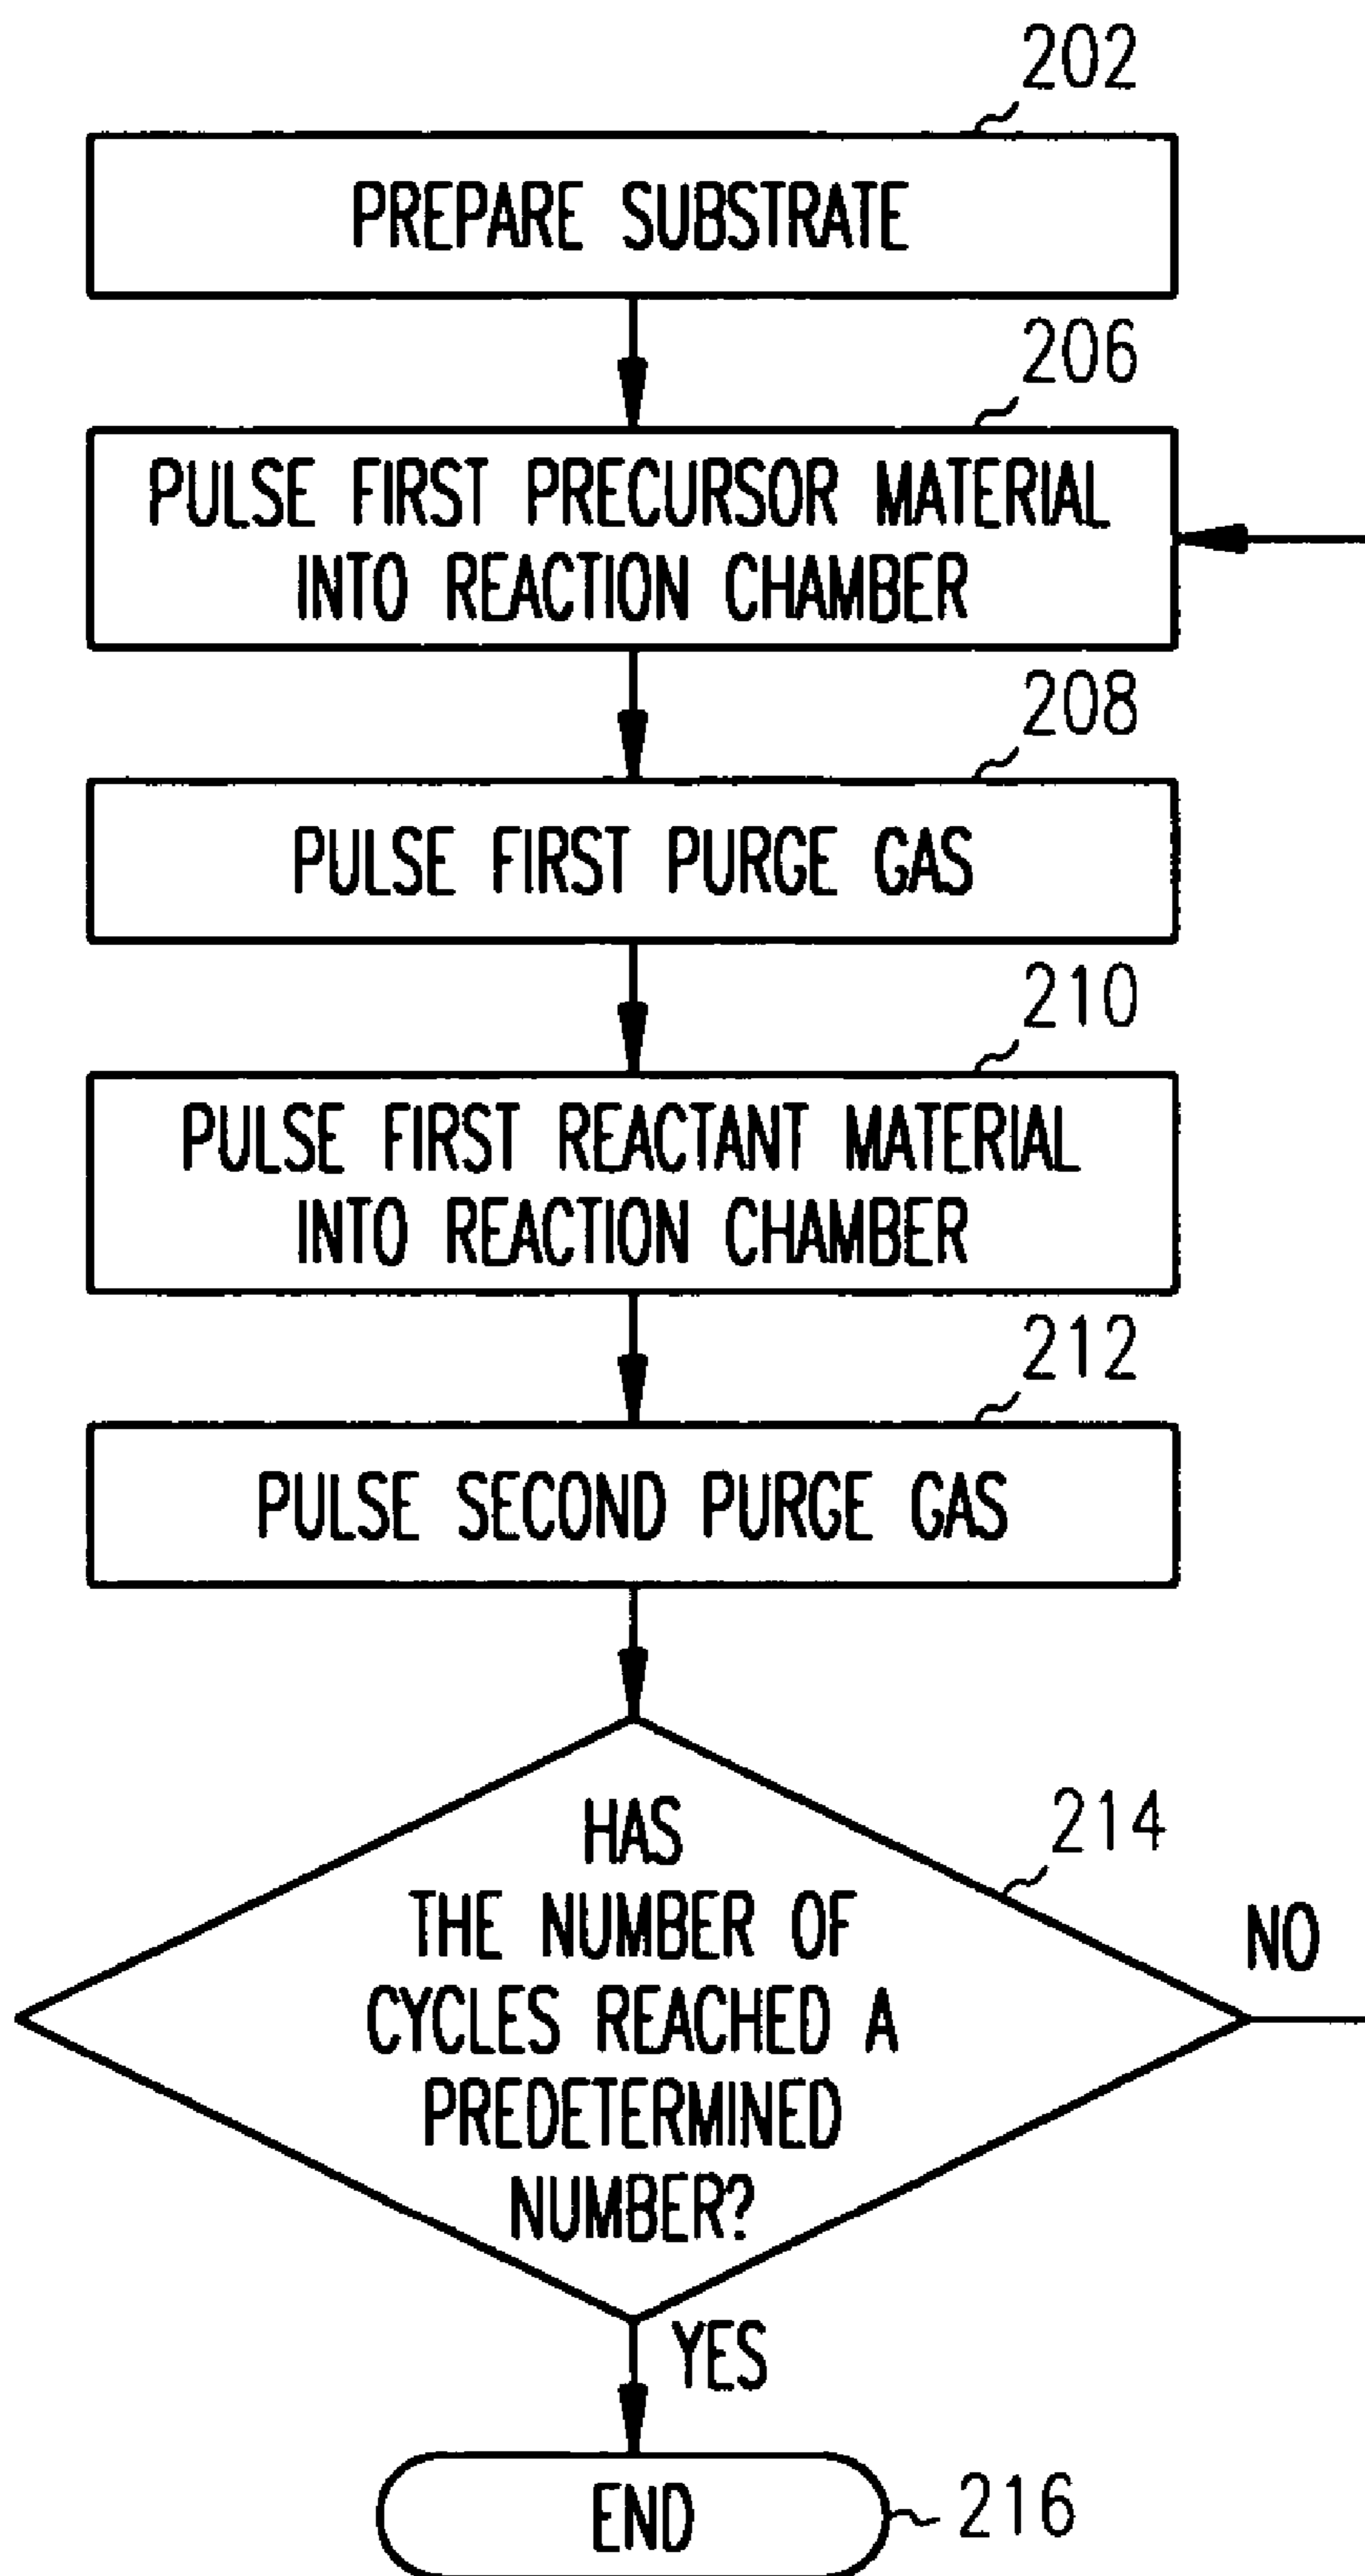 202
PREPARE SUBSTRATE
206
PULSE FIRST PRECURSOR MATERIAL
INTO REACTION CHAMBER
208
PULSE FIRST PURGE GAS
210
PULSE FIRST REACTANT MATERIAL
INTO REACTION CHAMBER
212
PULSE SECOND PURGE GAS
214
HAS
THE NUMBER OF
CYCLES REACHED A
PREDETERMINED
NUMBER?
NO
YES
END
216